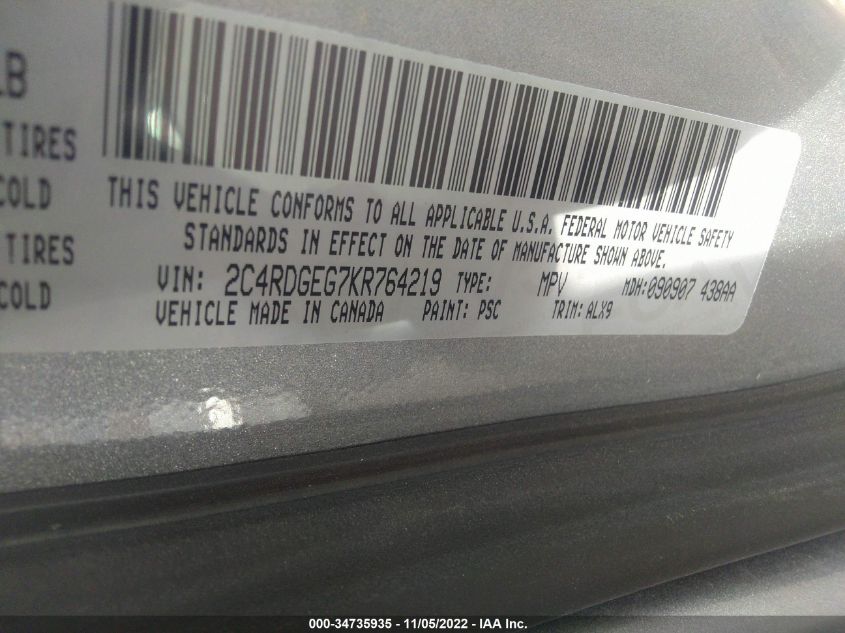 LB
TIRES
COLD
TIRES
COLD
THIS VEHICLE CONFORMS TO ALL APPLICABLE U.S.A. FEDERAL MOTOR VEHICLE SAFETY
STANDARDS IN EFFECT ON THE DATE OF MANUFACTURE SHOWN ABOVE.
VIN: 2C4RDGEG7KR764219 TYPE: MPV MDH:090907 438AA
VEHICLE MADE IN CANADA PAINT: PSC TRIM: ALX9
000-34735935 - 11/05/2022 - IAA Inc.